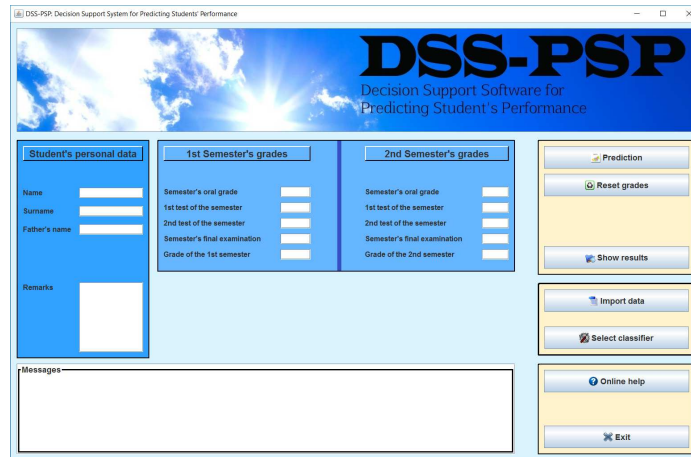 DSS-PSP: Decision Support System for Predicting Students' Performance
DSS-PSP
Decision Support Software for
Predicting Student's Performance
Student's personal data
Name
Surname
Father's name
Remarks
1st Semester's grades
Semester's oral grade
1st test of the semester
2nd test of the semester
Semester's final examination
Grade of the 1st semester
2nd Semester's grades
Semester's oral grade
1st test of the semester
2nd test of the semester
Semester's final examination
Grade of the 2nd semester
Prediction
Reset grades
Show results
Import data
Select classifier
Messages
Online help
Exit